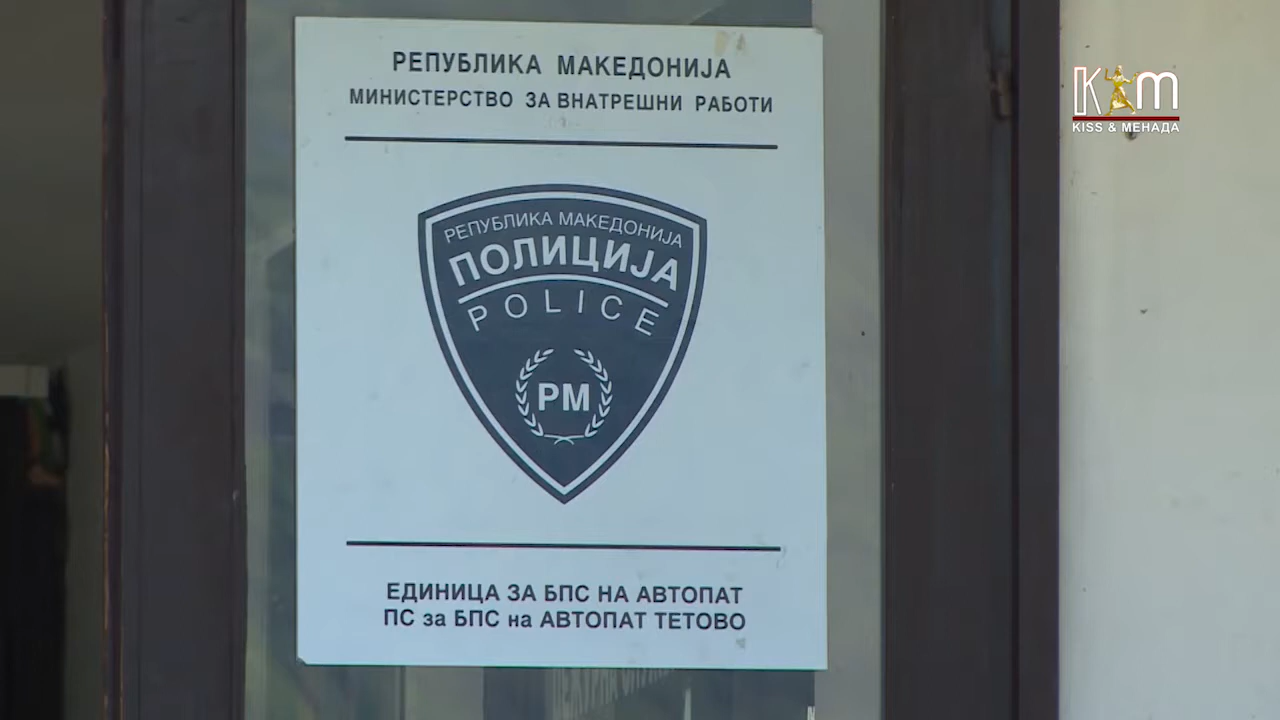 РЕПУБЛИКА МАКЕДОНИЈА
МИНИСТЕРСТВО ЗА ВНАТРЕШНИ РАБОТИ
РЕПУБЛИКА МАКЕДОНИЈА
ПОЛИЦИЈА
POLICE
РМ
ЕДИНИЦА ЗА БПС НА АВТОПАТ
ПС за БПС на АВТОПАТ ТЕТОВО
KM
KISS & МЕНАДА